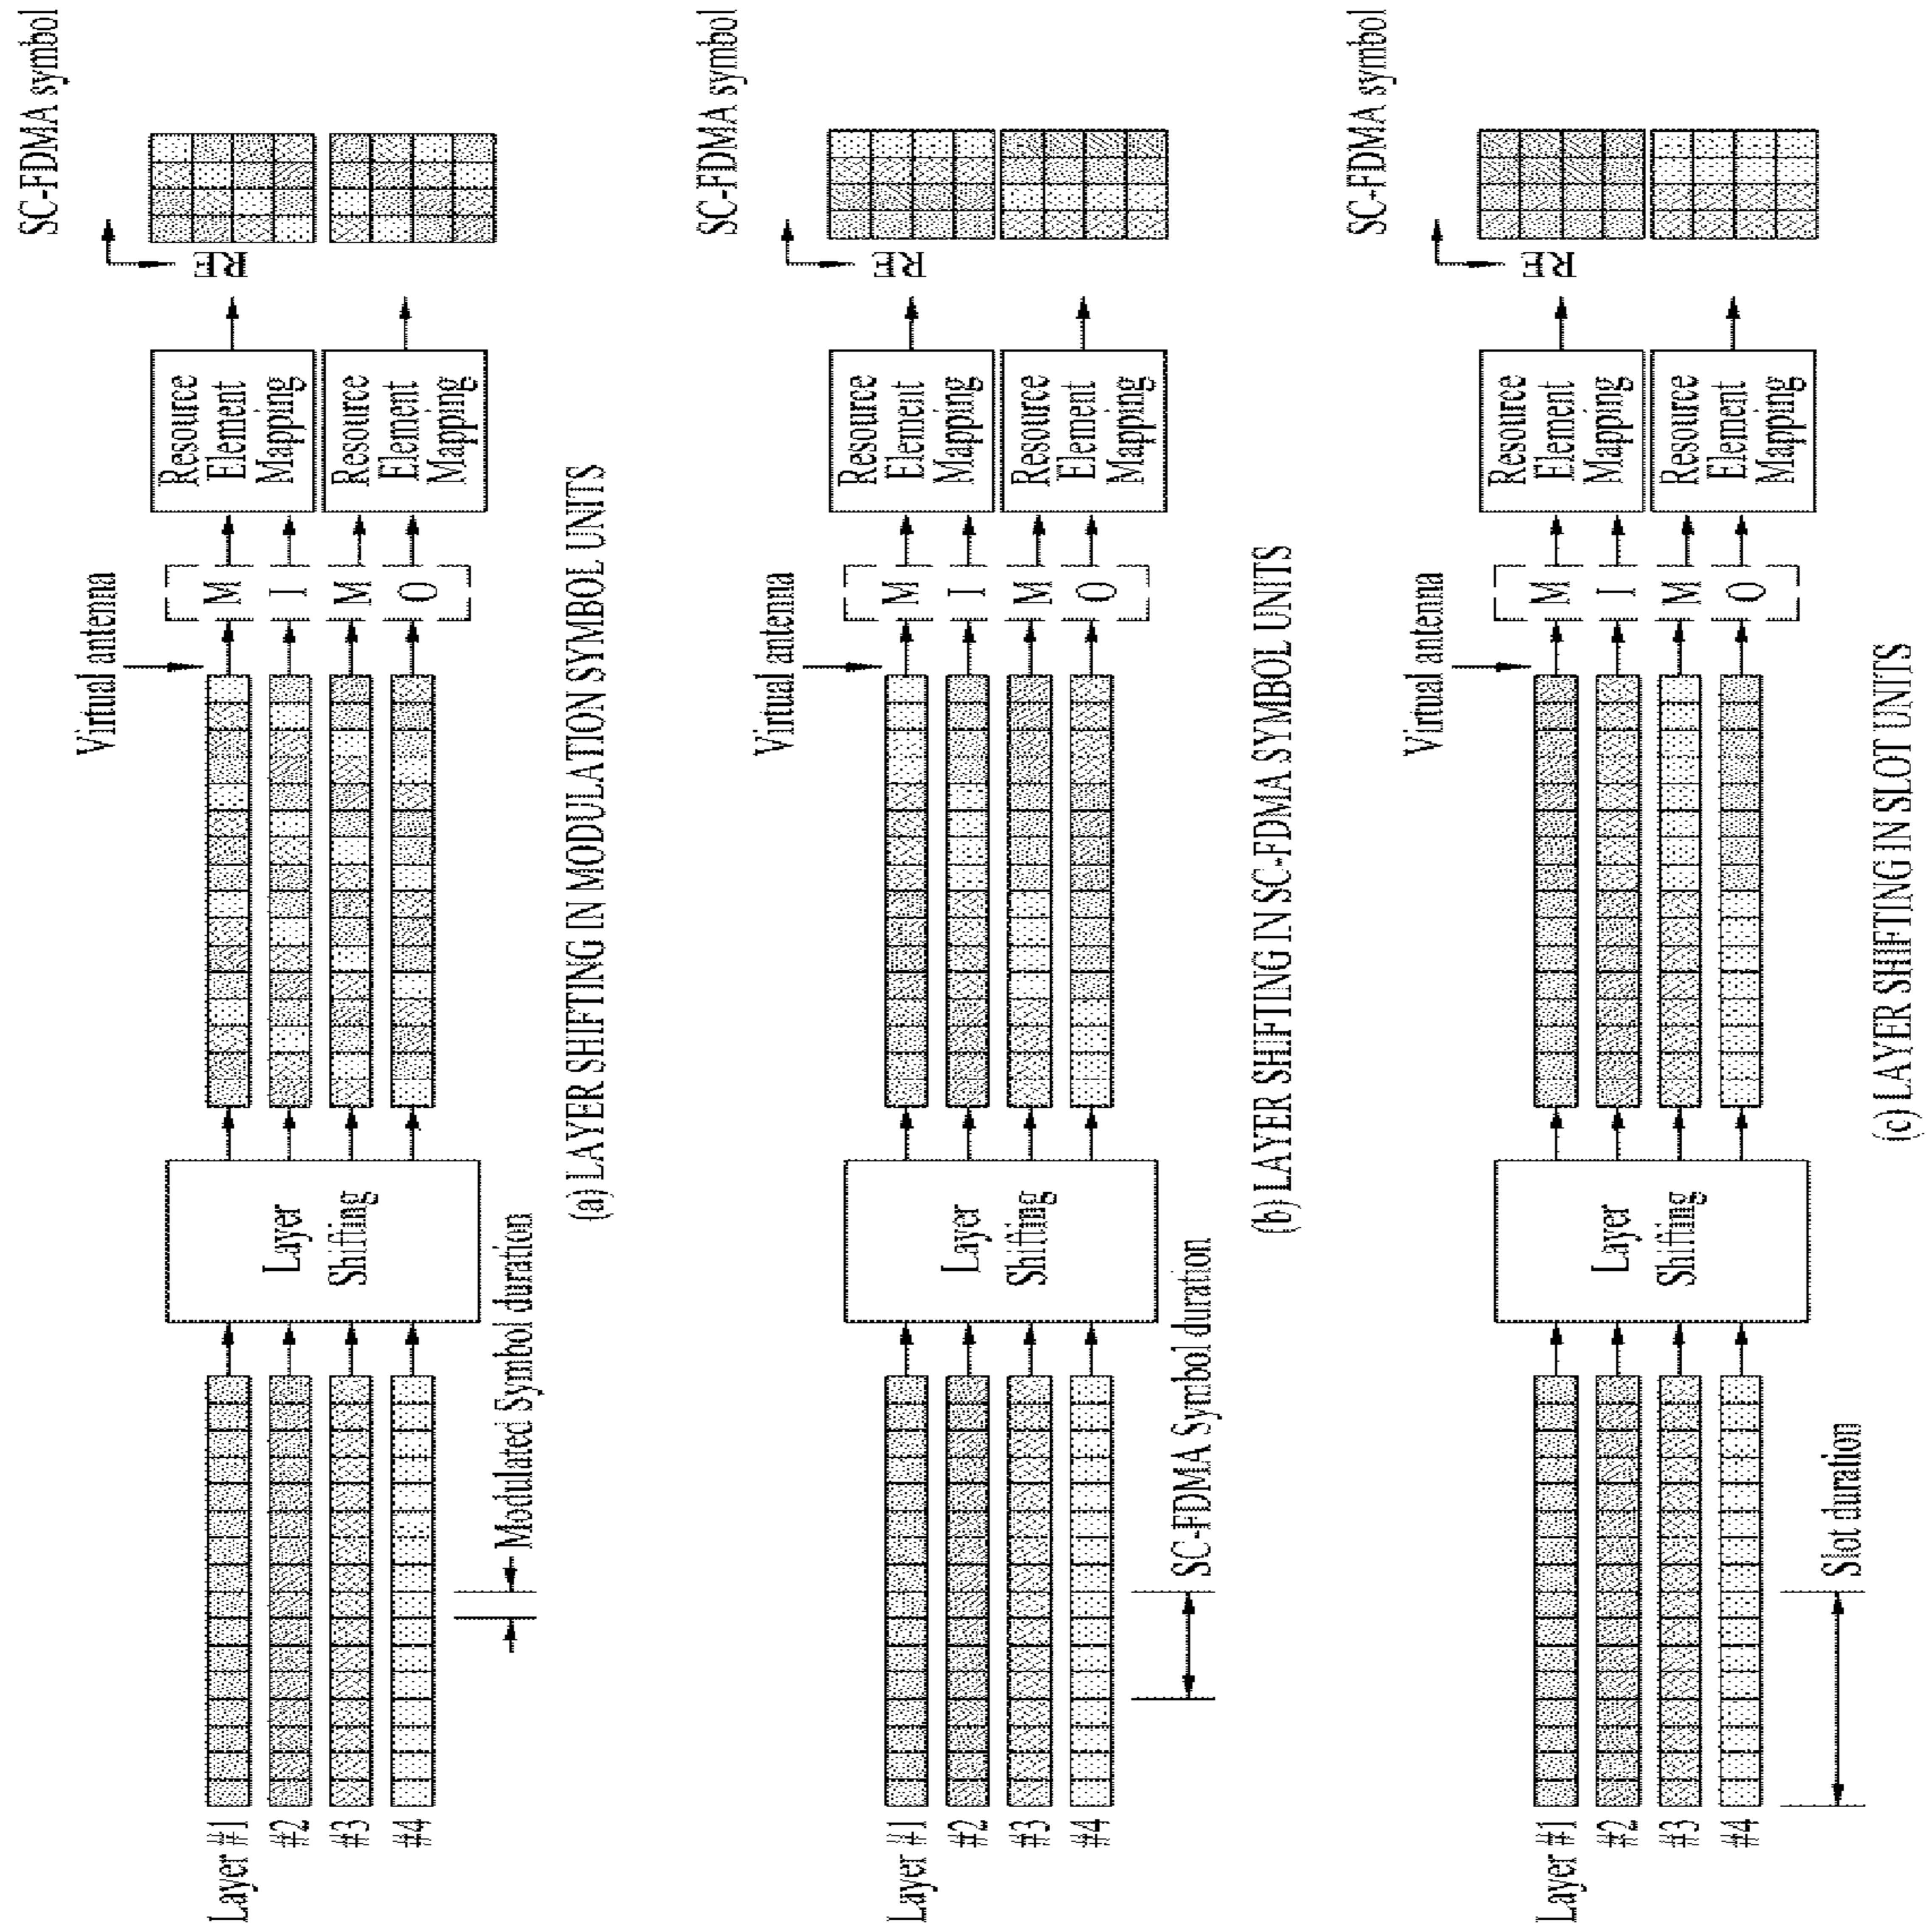 SC-FDMA symbol
RE
Virtual antenna
Layer #1
#2
#3
#4
Layer
Shifting
M
I
M
O
Resource
Element
Mapping
Resource
Element
Mapping
Modulated Symbol duration
(a) LAYER SHIFTING IN MODULATION SYMBOL UNITS
SC-FDMA symbol
RE
Virtual antenna
Layer #1
#2
#3
#4
Layer
Shifting
M
I
M
O
Resource
Element
Mapping
Resource
Element
Mapping
SC-FDMA Symbol duration
(b) LAYER SHIFTING IN SC-FDMA SYMBOL UNITS
SC-FDMA symbol
RE
Virtual antenna
Layer #1
#2
#3
#4
Layer
Shifting
M
I
M
O
Resource
Element
Mapping
Resource
Element
Mapping
Slot duration
(c) LAYER SHIFTING IN SLOT UNITS